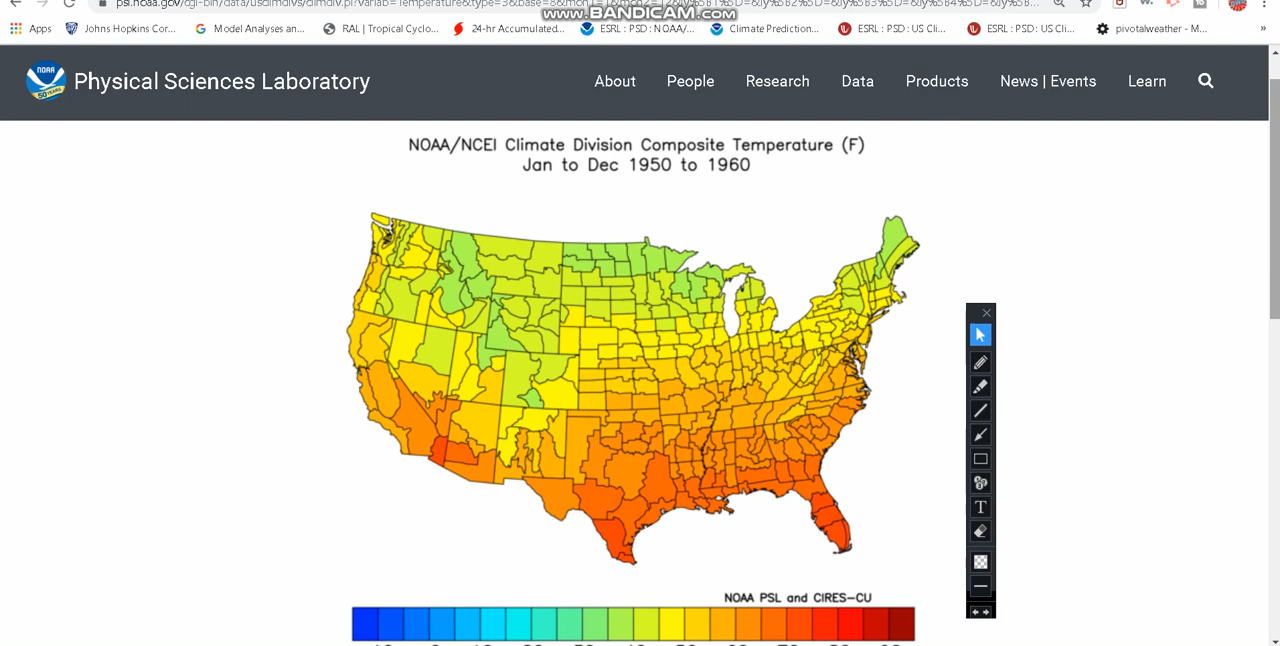 www.BANDICAM.com
Apps Johns Hopkins Cor... Model Analyses an... RAL | Tropical Cyclo... 24-hr Accumulated... ESRL : PSD : NOAA/... Climate Prediction... ESRL : PSD : US Cli... ESRL : PSD : US Cli... pivotalweather - M... »
NOAA
50 YEARS
Physical Sciences Laboratory About People Research Data Products News | Events Learn
NOAA/NCEI Climate Division Composite Temperature (F)
Jan to Dec 1950 to 1960
T
NOAA PSL and CIRES-CU